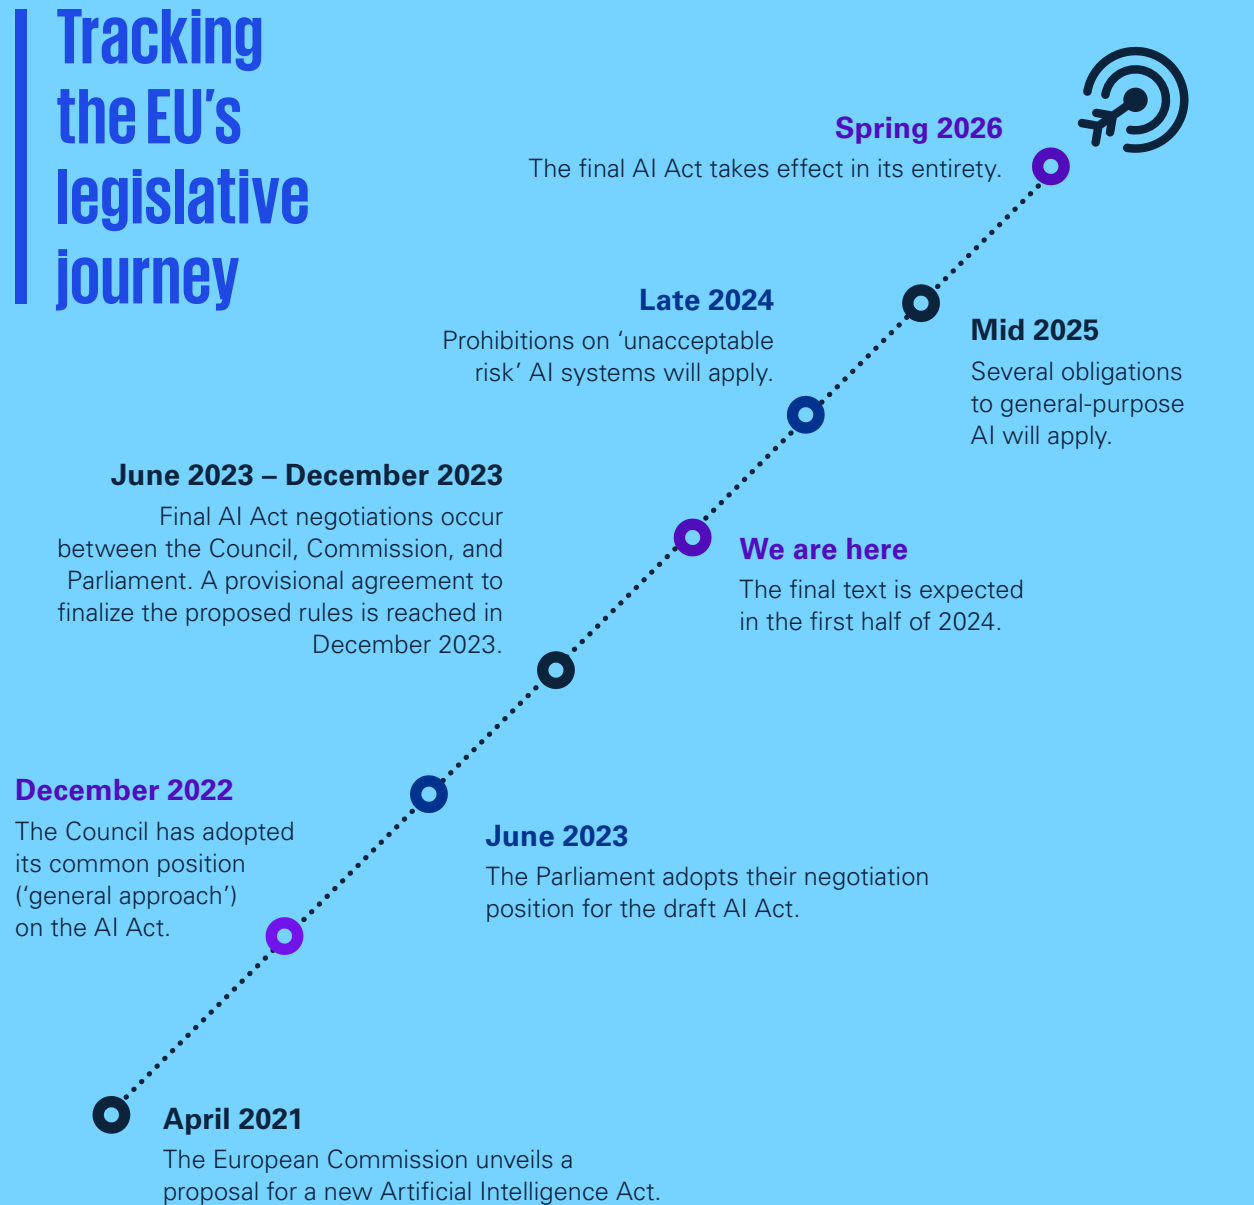 Tracking
the EU's
legislative
journey
Spring 2026
The final AI Act takes effect in its entirety.
Late 2024
Prohibitions on ‘unacceptable
risk’ AI systems will apply.
Mid 2025
Several obligations
to general-purpose
AI will apply.
June 2023 – December 2023
Final AI Act negotiations occur
between the Council, Commission, and
Parliament. A provisional agreement to
finalize the proposed rules is reached in
December 2023.
We are here
The final text is expected
in the first half of 2024.
December 2022
The Council has adopted
its common position
(‘general approach’)
on the AI Act.
June 2023
The Parliament adopts their negotiation
position for the draft AI Act.
April 2021
The European Commission unveils a
proposal for a new Artificial Intelligence Act.